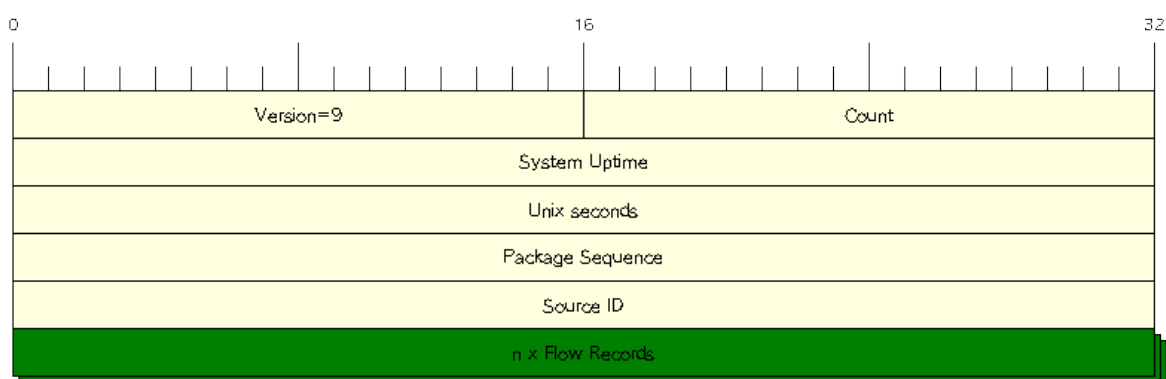 0 16 32
Version=9 Count
System Uptime
Unix seconds
Package Sequence
Source ID
n x Flow Records